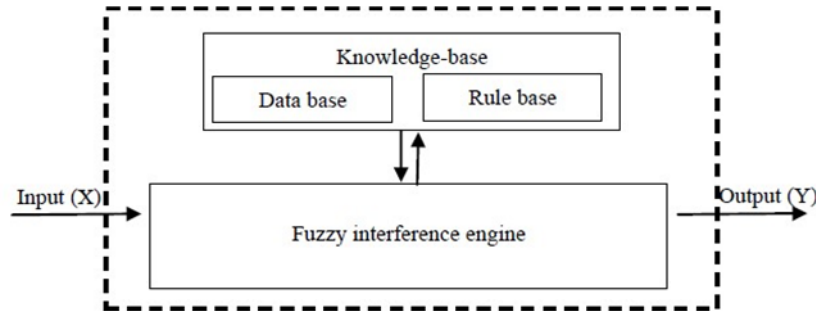 Knowledge-base
Data base
Rule base
Input (X)
Output (Y)
Fuzzy interference engine